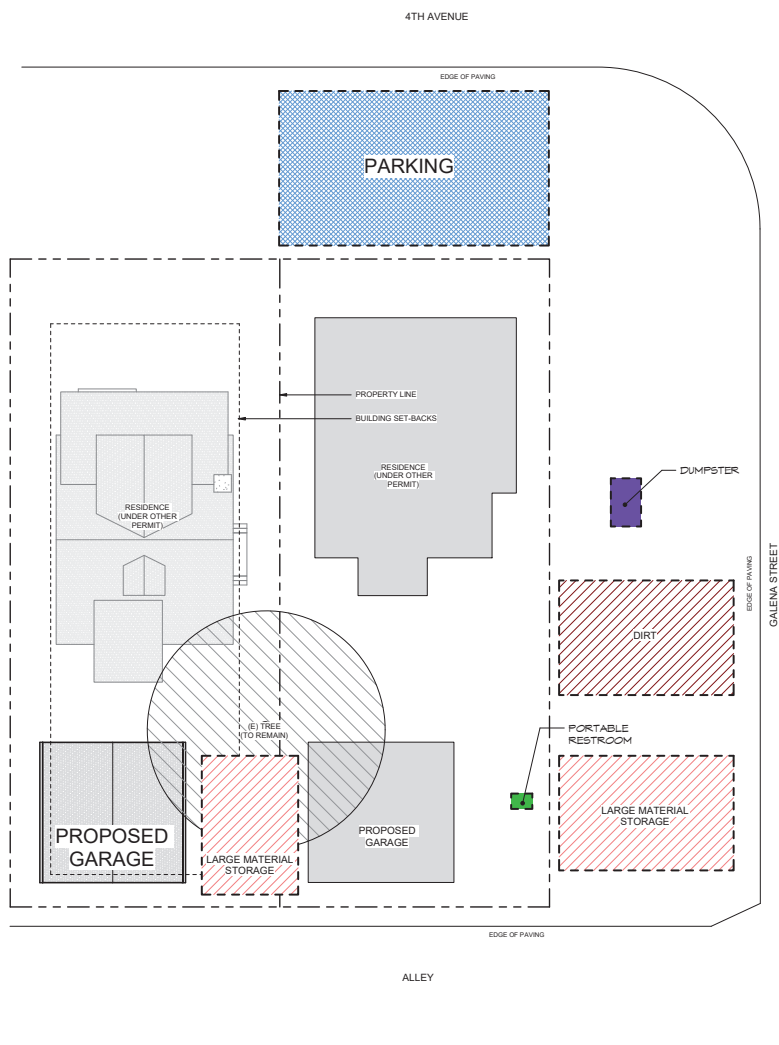 4TH AVENUE
EDGE OF PAVING
PARKING
PROPERTY LINE
BUILDING SET-BACKS
RESIDENCE
(UNDER OTHER
PERMIT)
DUMPSTER
RESIDENCE
(UNDER OTHER
PERMIT)
EDGE OF PAVING
GALENA STREET
DIRT
(E) TREE
(TO REMAIN)
PORTABLE
RESTROOM
LARGE MATERIAL
STORAGE
PROPOSED
GARAGE
PROPOSED
GARAGE
LARGE MATERIAL
STORAGE
EDGE OF PAVING
ALLEY